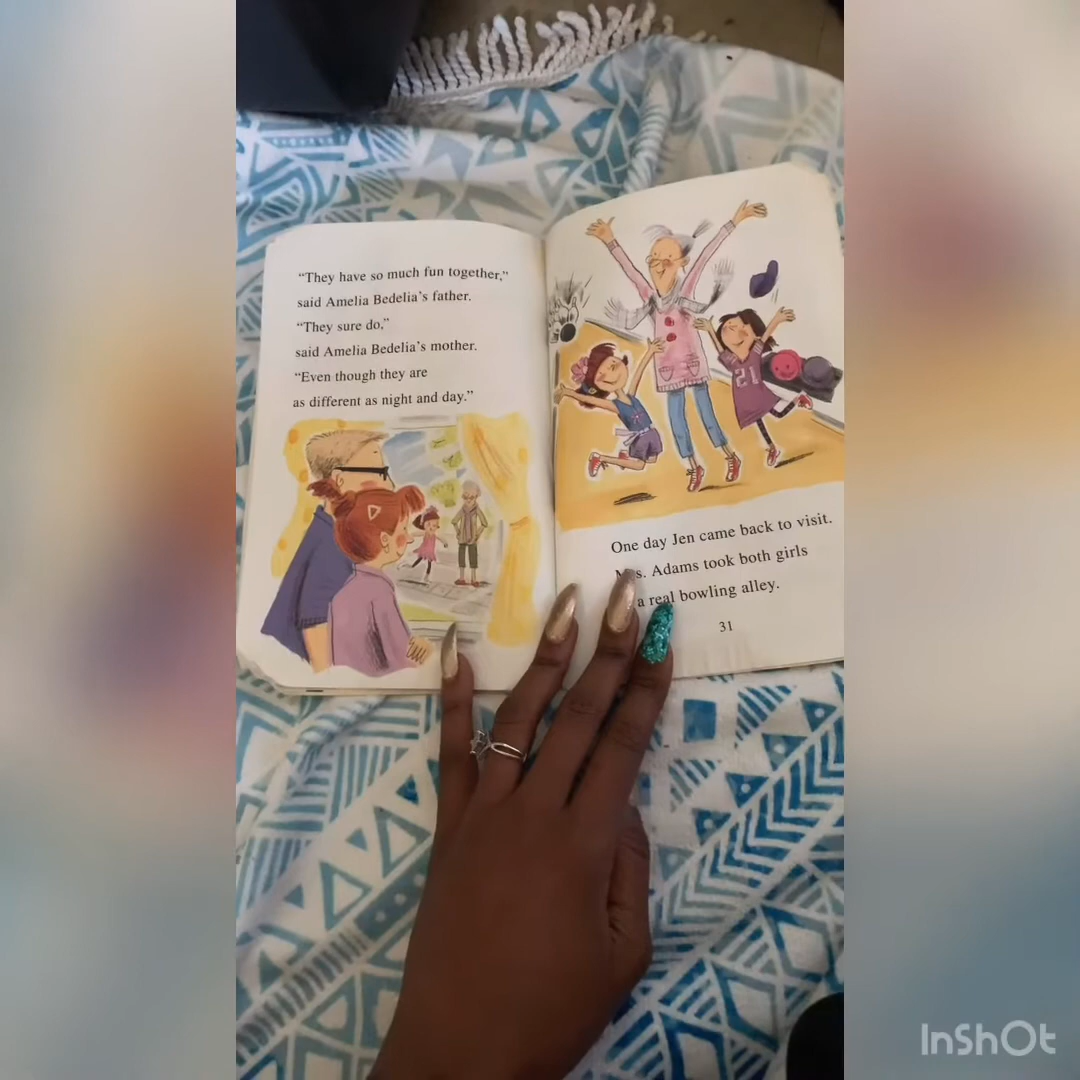 “They have so much fun together,”
said Amelia Bedelia’s father.
“They sure do,”
said Amelia Bedelia’s mother.
“Even though they are
as different as night and day.”
21
One day Jen came back to visit.
Adams took both girls
a real bowling alley.
31
InShOt